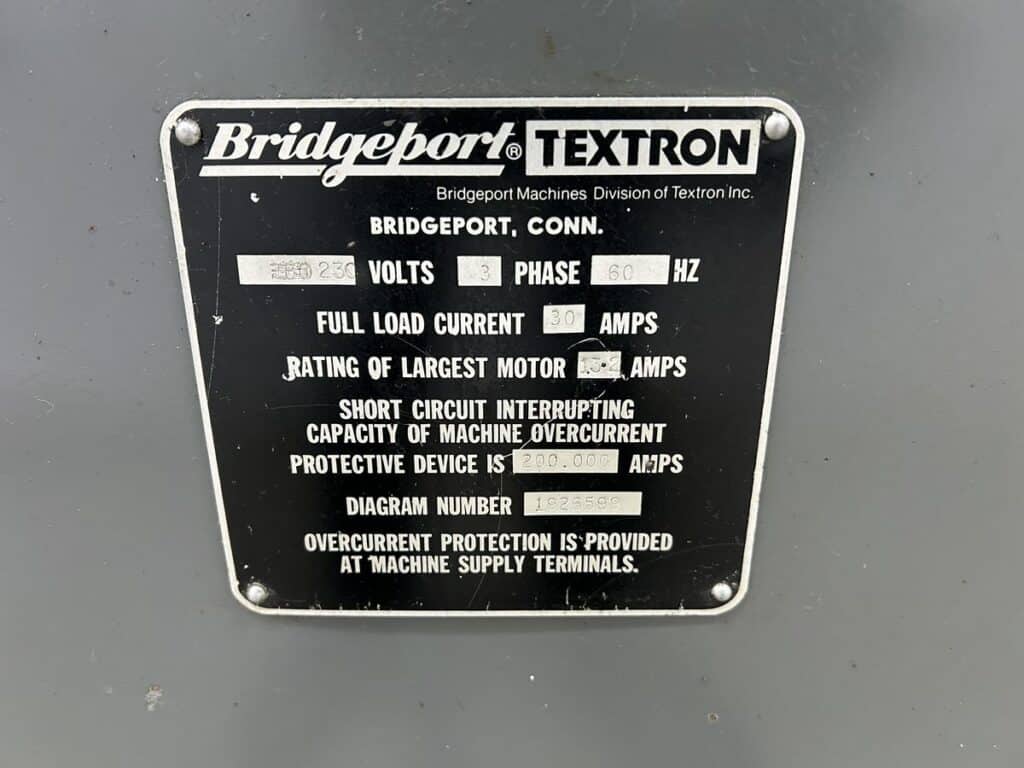 Bridgeport® TEXTRON
Bridgeport Machines Division of Textron Inc.
BRIDGEPORT, CONN.
230 VOLTS 3 PHASE 60 HZ
FULL LOAD CURRENT 30 AMPS
RATING OF LARGEST MOTOR 13.2 AMPS
SHORT CIRCUIT INTERRUPTING
CAPACITY OF MACHINE OVERCURRENT
PROTECTIVE DEVICE IS 200.000 AMPS
DIAGRAM NUMBER
OVERCURRENT PROTECTION IS PROVIDED
AT MACHINE SUPPLY TERMINALS.